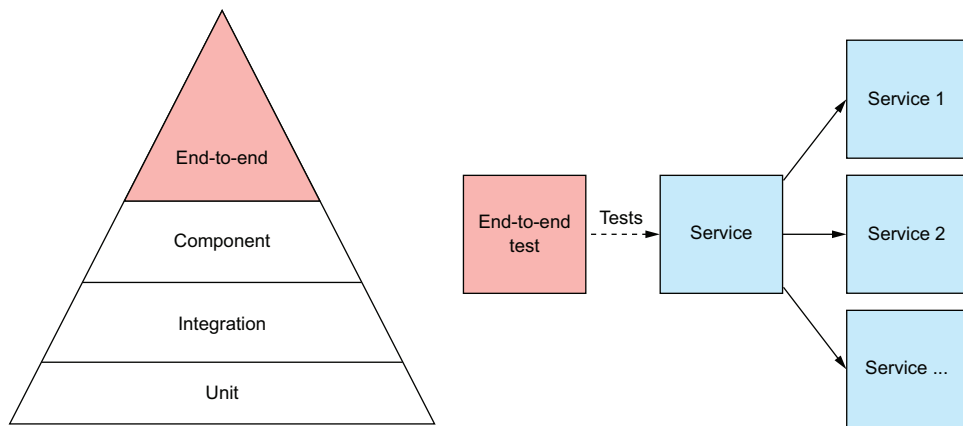 End-to-end
Component
Integration
Unit
End-to-end
test
Tests
Service
Service 1
Service 2
Service ...